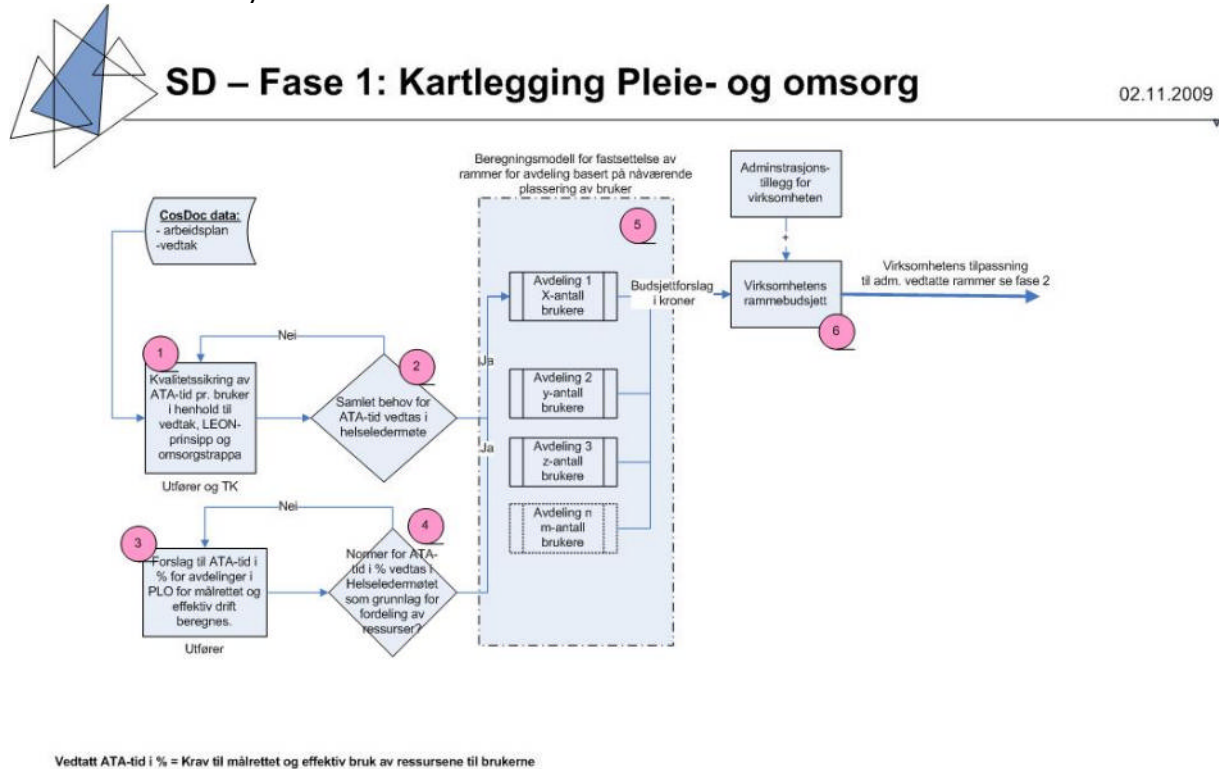 SD – Fase 1: Kartlegging Pleie- og omsorg
02.11.2009
Beregningsmodell for fastsettelse av
rammer for avdeling basert på nåværende
plassering av bruker
Adminstrasjons-
tillegg for
virksomheten
CosDoc data:
- arbeidsplan
-vedtak
5
+
Avdeling 1
X-antall
brukere
Budsjettforslag
i kroner
Virksomhetens
rammebudsjett
6
Virksomhetens tilpassning
til adm. vedtatte rammer se fase 2
Nei
1
Kvalitetssikring av
ATA-tid pr. bruker
i henhold til
vedtak, LEON-
prinsipp og
omsorgstrappa
Utfører og TK
2
Samlet behov for
ATA-tid vedtas i
helseledermøte
Ja
Avdeling 2
y-antall
brukere
Ja
Avdeling 3
z-antall
brukere
Avdeling n
m-antall
brukere
Nei
3
Forslag til ATA-tid i
% for avdelinger i
PLO for målrettet og
effektiv drift
beregnes.
Utfører
4
Normer for ATA-
tid i % vedtas i
Helseledermøtet
som grunnlag for
fordeling av
ressurser?
Vedtatt ATA-tid i % = Krav til målrettet og effektiv bruk av ressursene til brukerne